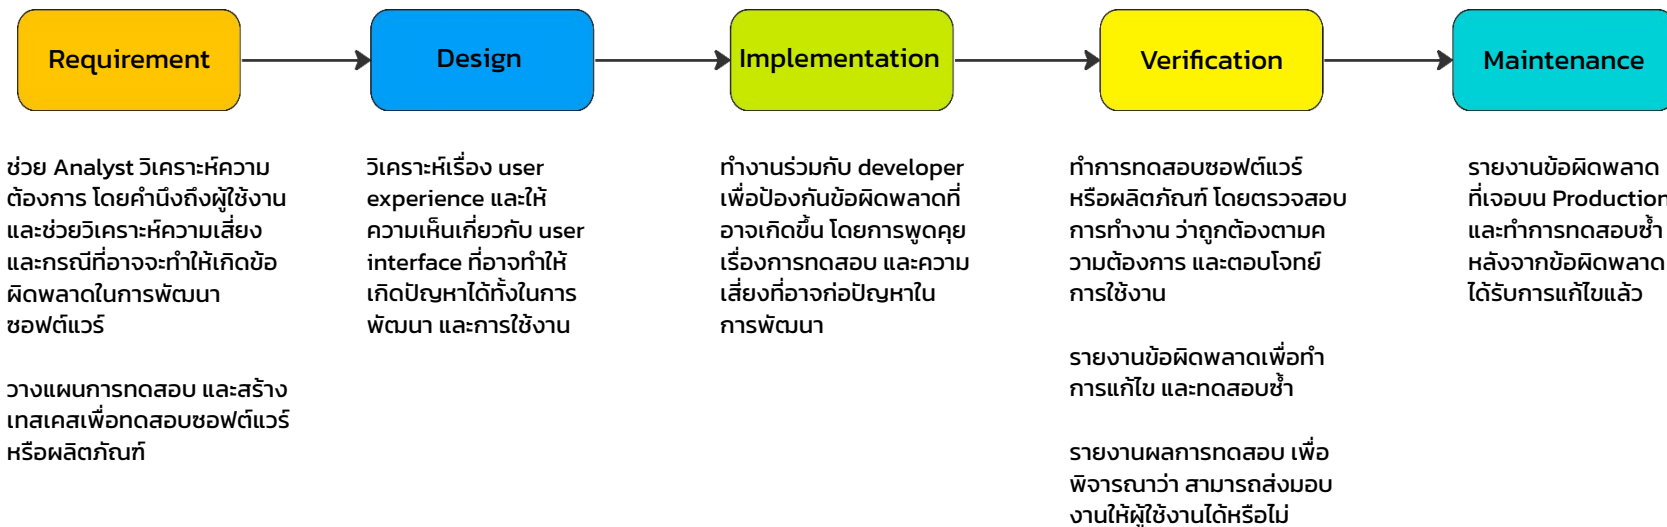 Requirement
Design
Implementation
Verification
Maintenance
ช่วย Analyst วิเคราะห์ความ
ต้องการ โดยคำนึงถึงผู้ใช้งาน
และช่วยวิเคราะห์ความเสี่ยง
และกรณีที่อาจจะทำให้เกิดข้อ
ผิดพลาดในการพัฒนา
ซอฟต์แวร์
วางแผนการทดสอบ และสร้าง
เทสเคสเพื่อทดสอบซอฟต์แวร์
หรือผลิตภัณฑ์
วิเคราะห์เรื่อง user
experience และให้
ความเห็นเกี่ยวกับ user
interface ที่อาจทำให้
เกิดปัญหาได้ทั้งในการ
พัฒนา และการใช้งาน
ทำงานร่วมกับ developer
เพื่อป้องกันข้อผิดพลาดที่
อาจเกิดขึ้น โดยการพูดคุย
เรื่องการทดสอบ และความ
เสี่ยงที่อาจก่อปัญหาใน
การพัฒนา
ทำการทดสอบซอฟต์แวร์
หรือผลิตภัณฑ์ โดยตรวจสอบ
การทำงาน ว่าถูกต้องตามค
วามต้องการ และตอบโจทย์
การใช้งาน
รายงานข้อผิดพลาดเพื่อทำ
การแก้ไข และทดสอบซ้ำ
รายงานผลการทดสอบ เพื่อ
พิจารณาว่า สามารถส่งมอบ
งานให้ผู้ใช้งานได้หรือไม่
รายงานข้อผิดพลาด
ที่เจอบน Production
และทำการทดสอบซ้ำ
หลังจากข้อผิดพลาด
ได้รับการแก้ไขแล้ว